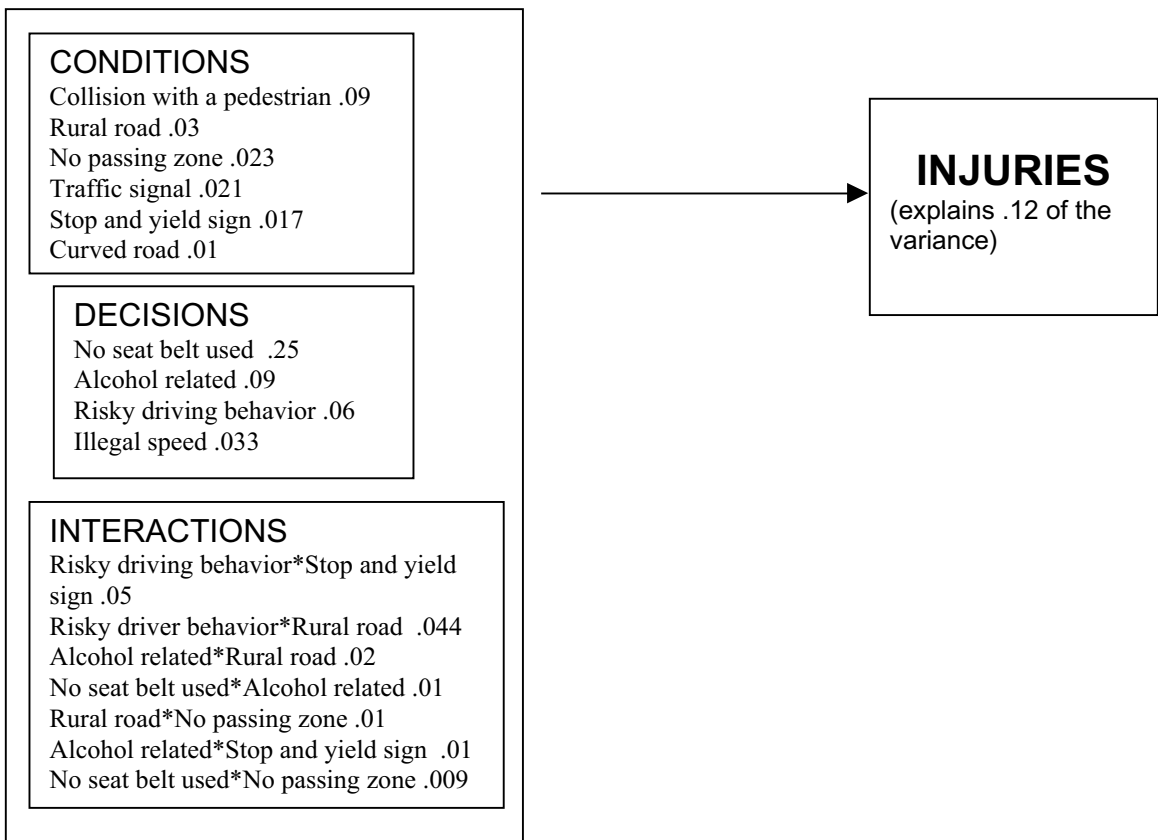 CONDITIONS
Collision with a pedestrian .09
Rural road .03
No passing zone .023
Traffic signal .021
Stop and yield sign .017
Curved road .01
DECISIONS
No seat belt used .25
Alcohol related .09
Risky driving behavior .06
Illegal speed .033
INTERACTIONS
Risky driving behavior*Stop and yield
sign .05
Risky driver behavior*Rural road .044
Alcohol related*Rural road .02
No seat belt used*Alcohol related .01
Rural road*No passing zone .01
Alcohol related*Stop and yield sign .01
No seat belt used*No passing zone .009
INJURIES
(explains .12 of the
variance)